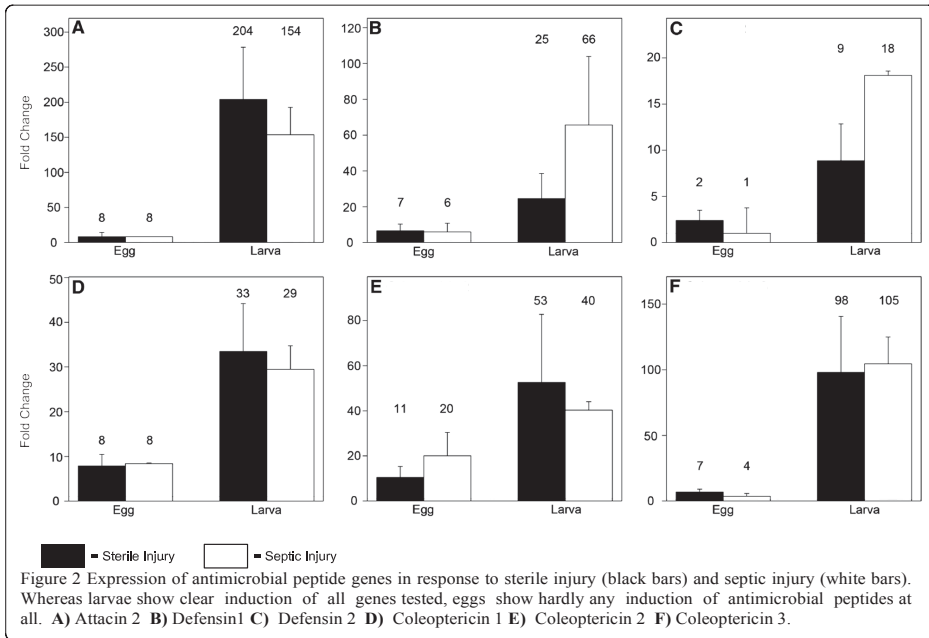 A
204
154
300
250
200
150
100
50
0
Fold Change
8
8
Egg
Larva
B
25
66
120
100
80
60
40
20
0
7
6
Egg
Larva
C
9
18
20
15
10
5
0
2
1
Egg
Larva
D
33
29
50
40
30
20
10
0
Fold Change
8
8
Egg
Larva
E
53
40
80
60
40
20
0
11
20
Egg
Larva
F
98
105
150
100
50
0
7
4
Egg
Larva
= Sterile Injury = Septic Injury
Figure 2 Expression of antimicrobial peptide genes in response to sterile injury (black bars) and septic injury (white bars).
Whereas larvae show clear induction of all genes tested, eggs show hardly any induction of antimicrobial peptides at
all. A) Attacin 2 B) Defensin1 C) Defensin 2 D) Coleoptericin 1 E) Coleoptericin 2 F) Coleoptericin 3.